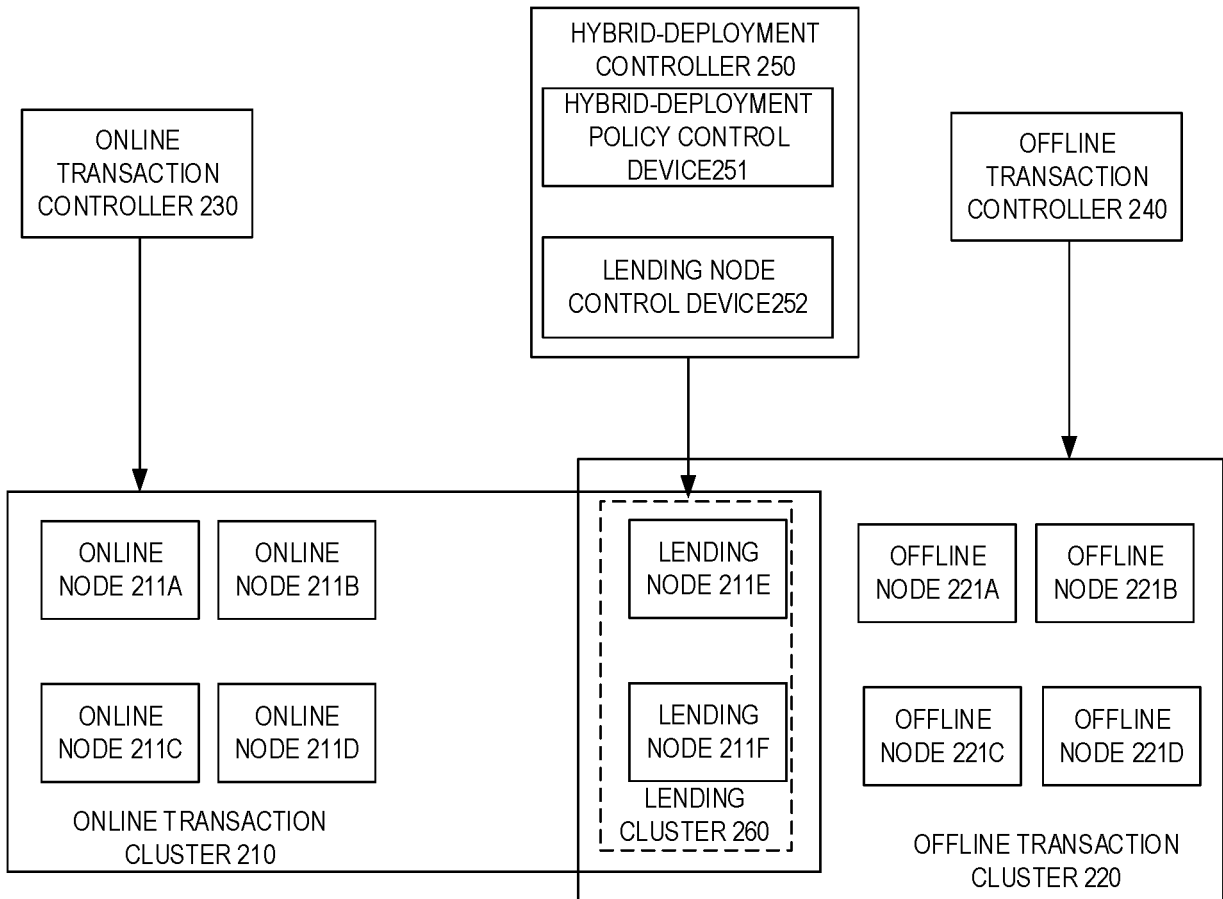 HYBRID-DEPLOYMENT
CONTROLLER 250
HYBRID-DEPLOYMENT
POLICY CONTROL
DEVICE251
LENDING NODE
CONTROL DEVICE252
ONLINE
TRANSACTION
CONTROLLER 230
OFFLINE
TRANSACTION
CONTROLLER 240
ONLINE
NODE 211A
ONLINE
NODE 211B
ONLINE
NODE 211C
ONLINE
NODE 211D
ONLINE TRANSACTION
CLUSTER 210
LENDING
NODE 211E
LENDING
NODE 211F
LENDING
CLUSTER 260
OFFLINE
NODE 221A
OFFLINE
NODE 221B
OFFLINE
NODE 221C
OFFLINE
NODE 221D
OFFLINE TRANSACTION
CLUSTER 220